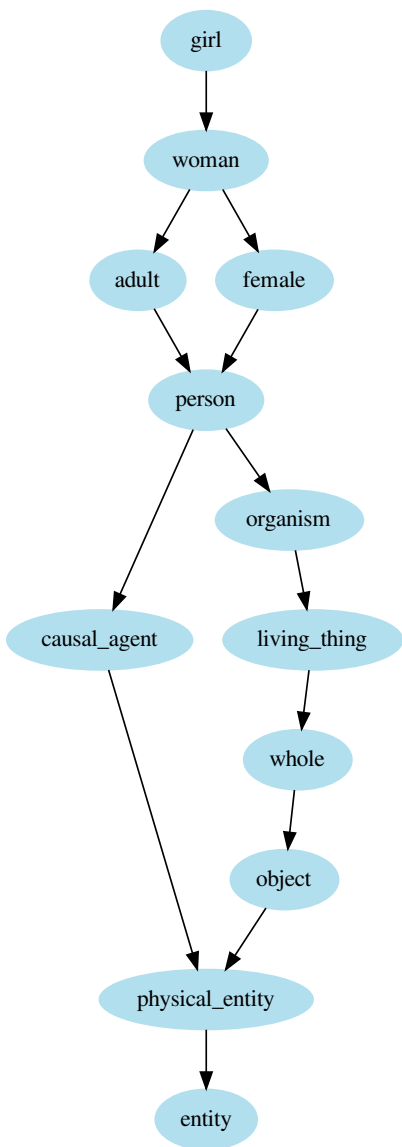 girl
woman
adult female
person
organism
causal_agent living_thing
whole
object
physical_entity
entity